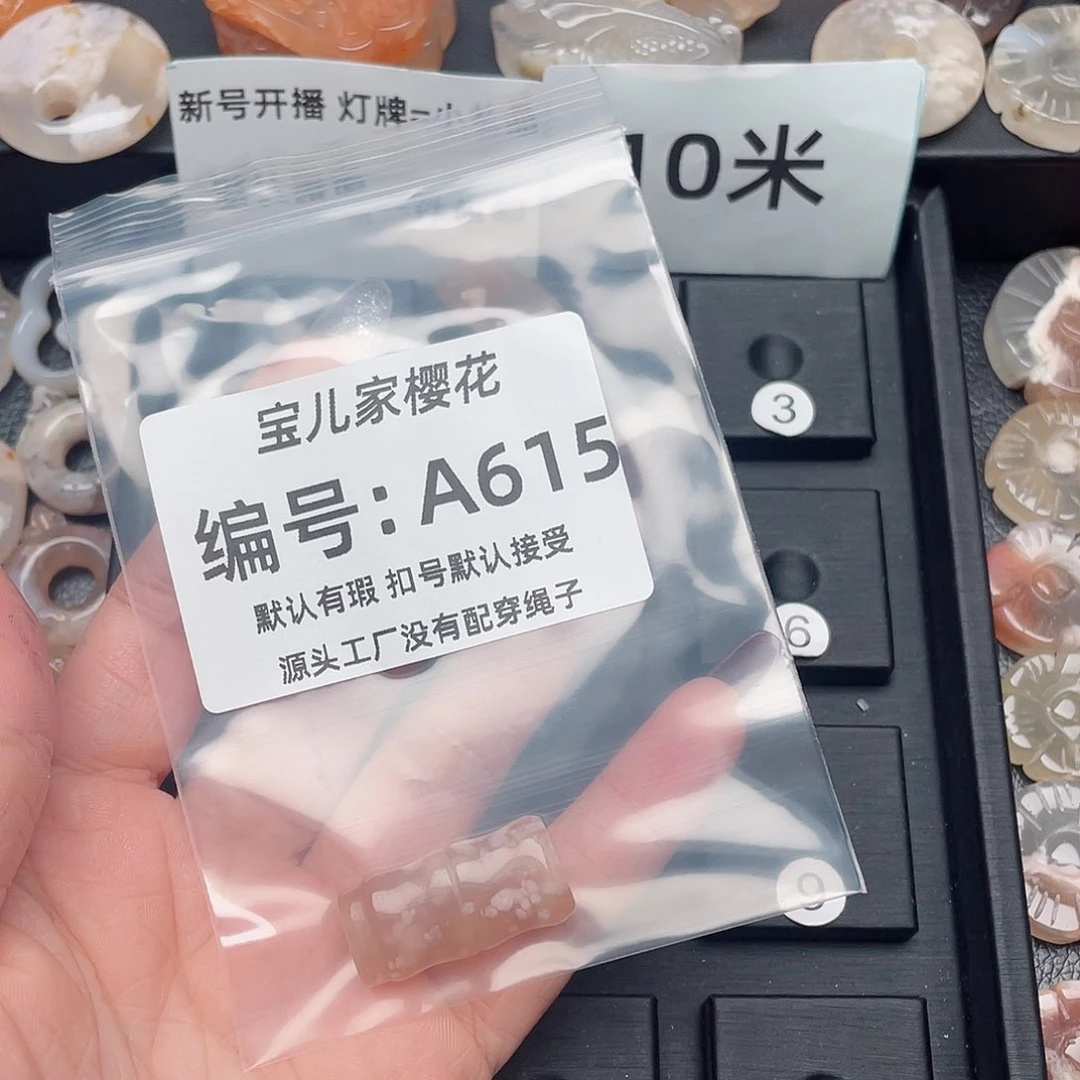 新号开播 灯牌=小
10米
宝儿家樱花
编号：A615
默认有瑕 扣号默认接受
源头工厂没有配穿绳子
3
6
9